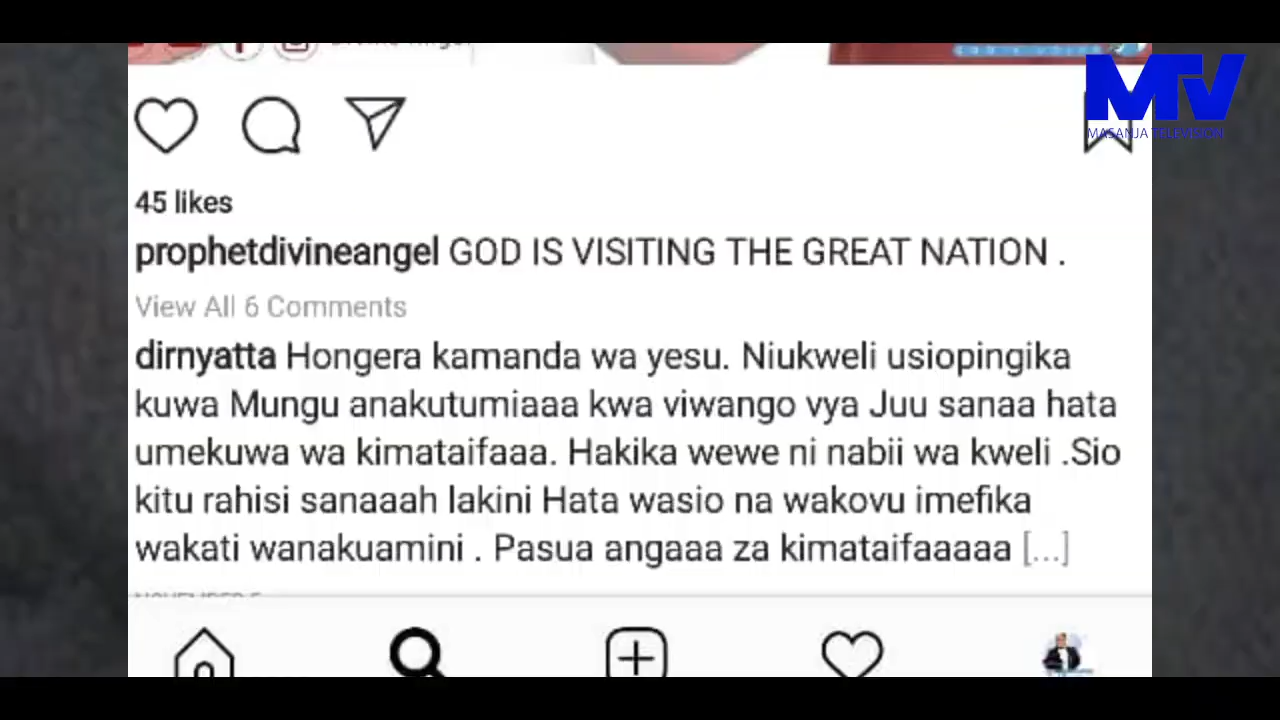 MTV
MASANJA TELEVISION
45 likes
prophetdivineangel GOD IS VISITING THE GREAT NATION .
View All 6 Comments
dirnyatta Hongera kamanda wa yesu. Niukweli usiopingika
kuwa Mungu anakutumiaaa kwa viwango vya Juu sanaa hata
umekuwa wa kimataifaaa. Hakika wewe ni nabii wa kweli .Sio
kitu rahisi sanaaah lakini Hata wasio na wakovu imefika
wakati wanakuamini . Pasua angaaa za kimataifaaaaa [...]